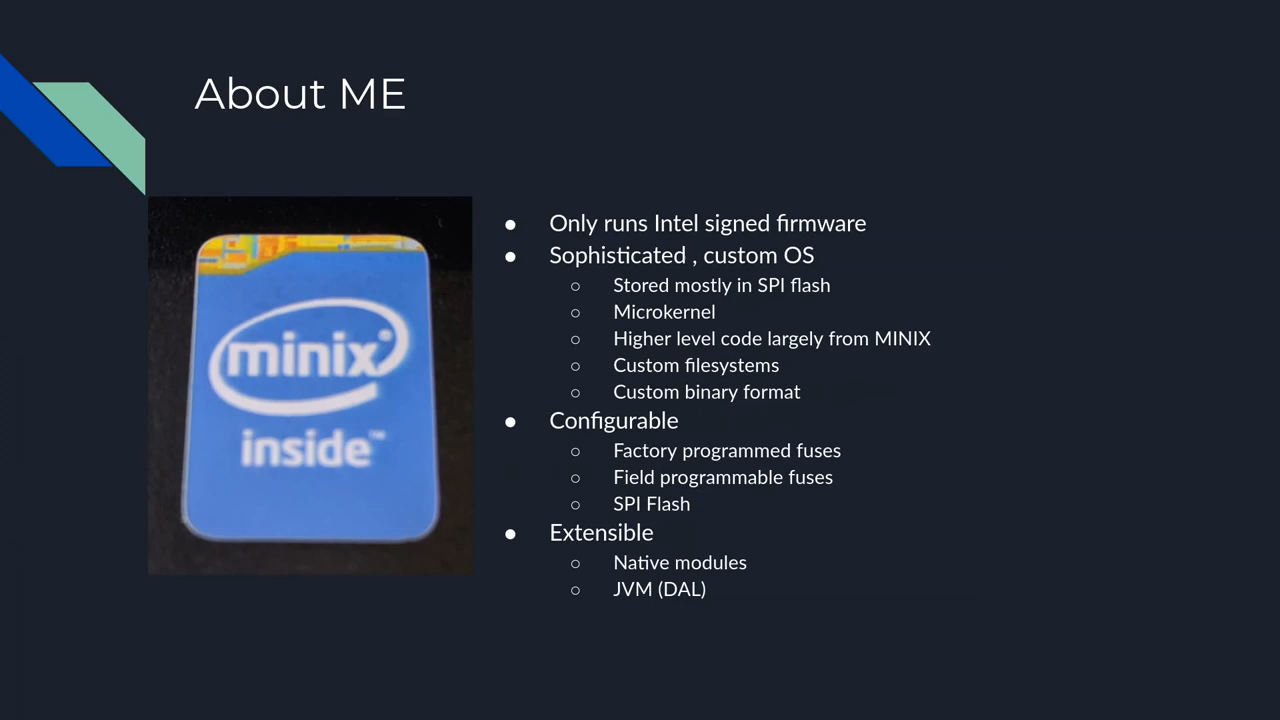 About ME
minix
inside™
● Only runs Intel signed firmware
● Sophisticated , custom OS
○ Stored mostly in SPI flash
○ Microkernel
○ Higher level code largely from MINIX
○ Custom filesystems
○ Custom binary format
● Configurable
○ Factory programmed fuses
○ Field programmable fuses
○ SPI Flash
● Extensible
○ Native modules
○ JVM (DAL)